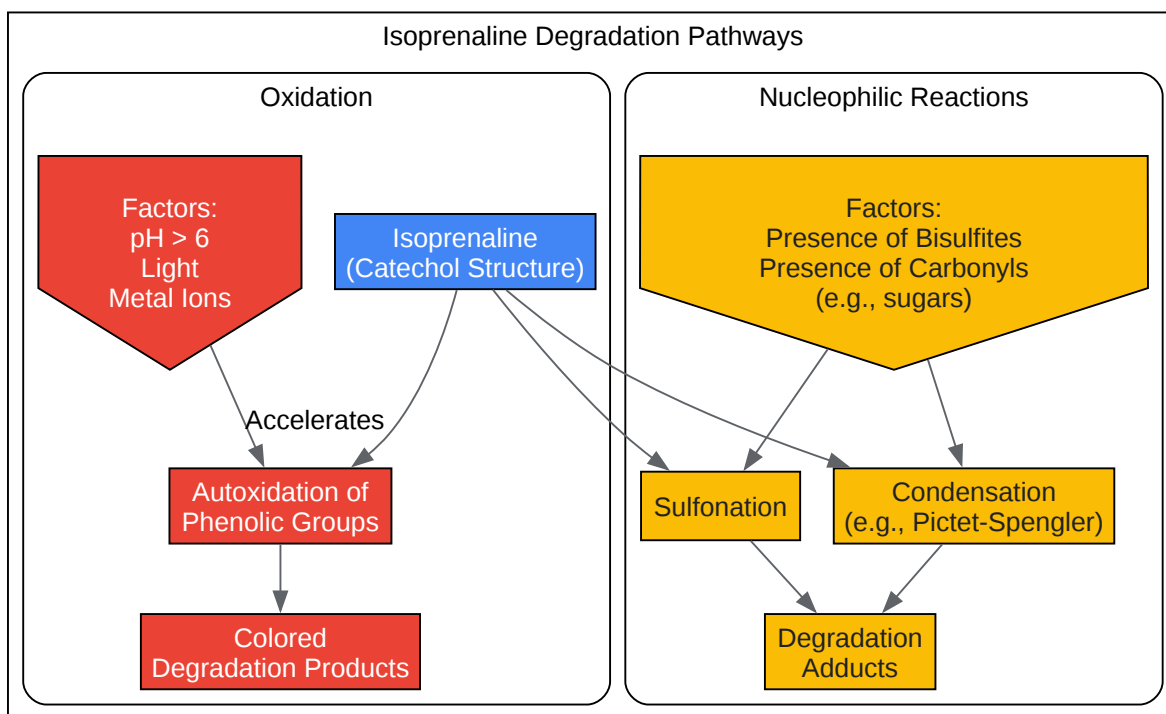 Isoprenaline Degradation Pathways
Oxidation
Factors:
pH > 6
Light
Metal Ions
Isoprenaline
(Catechol Structure)
Accelerates
Autoxidation of
Phenolic Groups
Colored
Degradation Products
Nucleophilic Reactions
Factors:
Presence of Bisulfites
Presence of Carbonyls
(e.g., sugars)
Sulfonation
Condensation
(e.g., Pictet-Spengler)
Degradation
Adducts